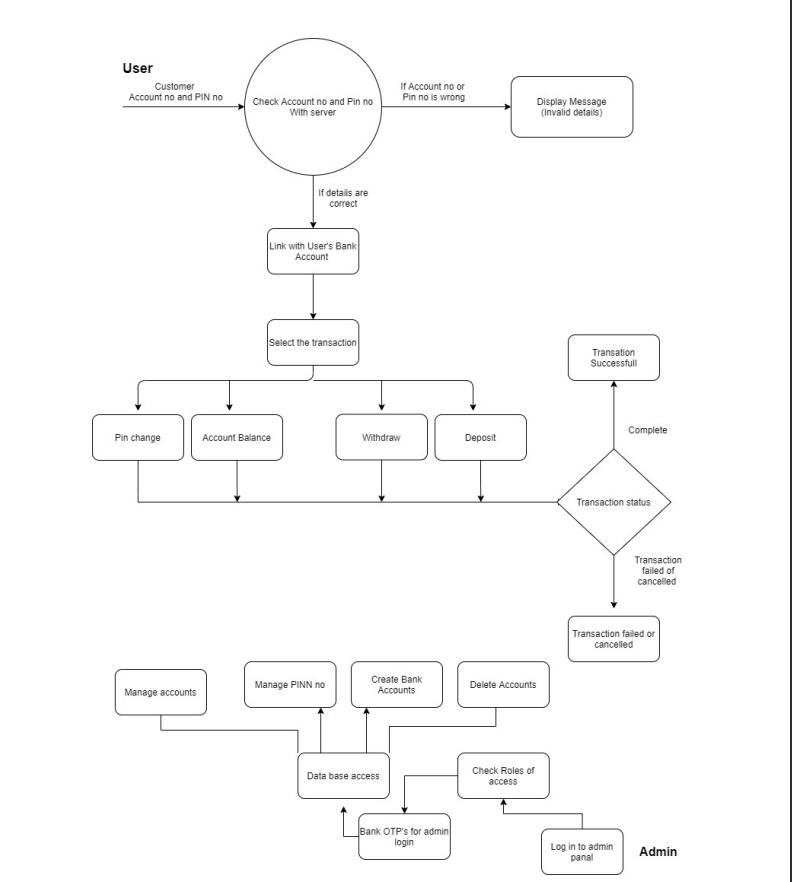 User
Customer
Account no and PIN no
Check Account no and Pin no
With server
If Account no or
Pin no is wrong
Display Message
(Invalid details)
If details are
correct
Link with User's Bank
Account
Select the transaction
Pin change
Account Balance
Withdraw
Deposit
Transation
Successfull
Complete
Transaction status
Transaction
failed of
cancelled
Transaction failed or
cancelled
Manage accounts
Manage PINN no
Create Bank
Accounts
Delete Accounts
Data base access
Check Roles of
access
Bank OTP's for admin
login
Log in to admin
panal
Admin